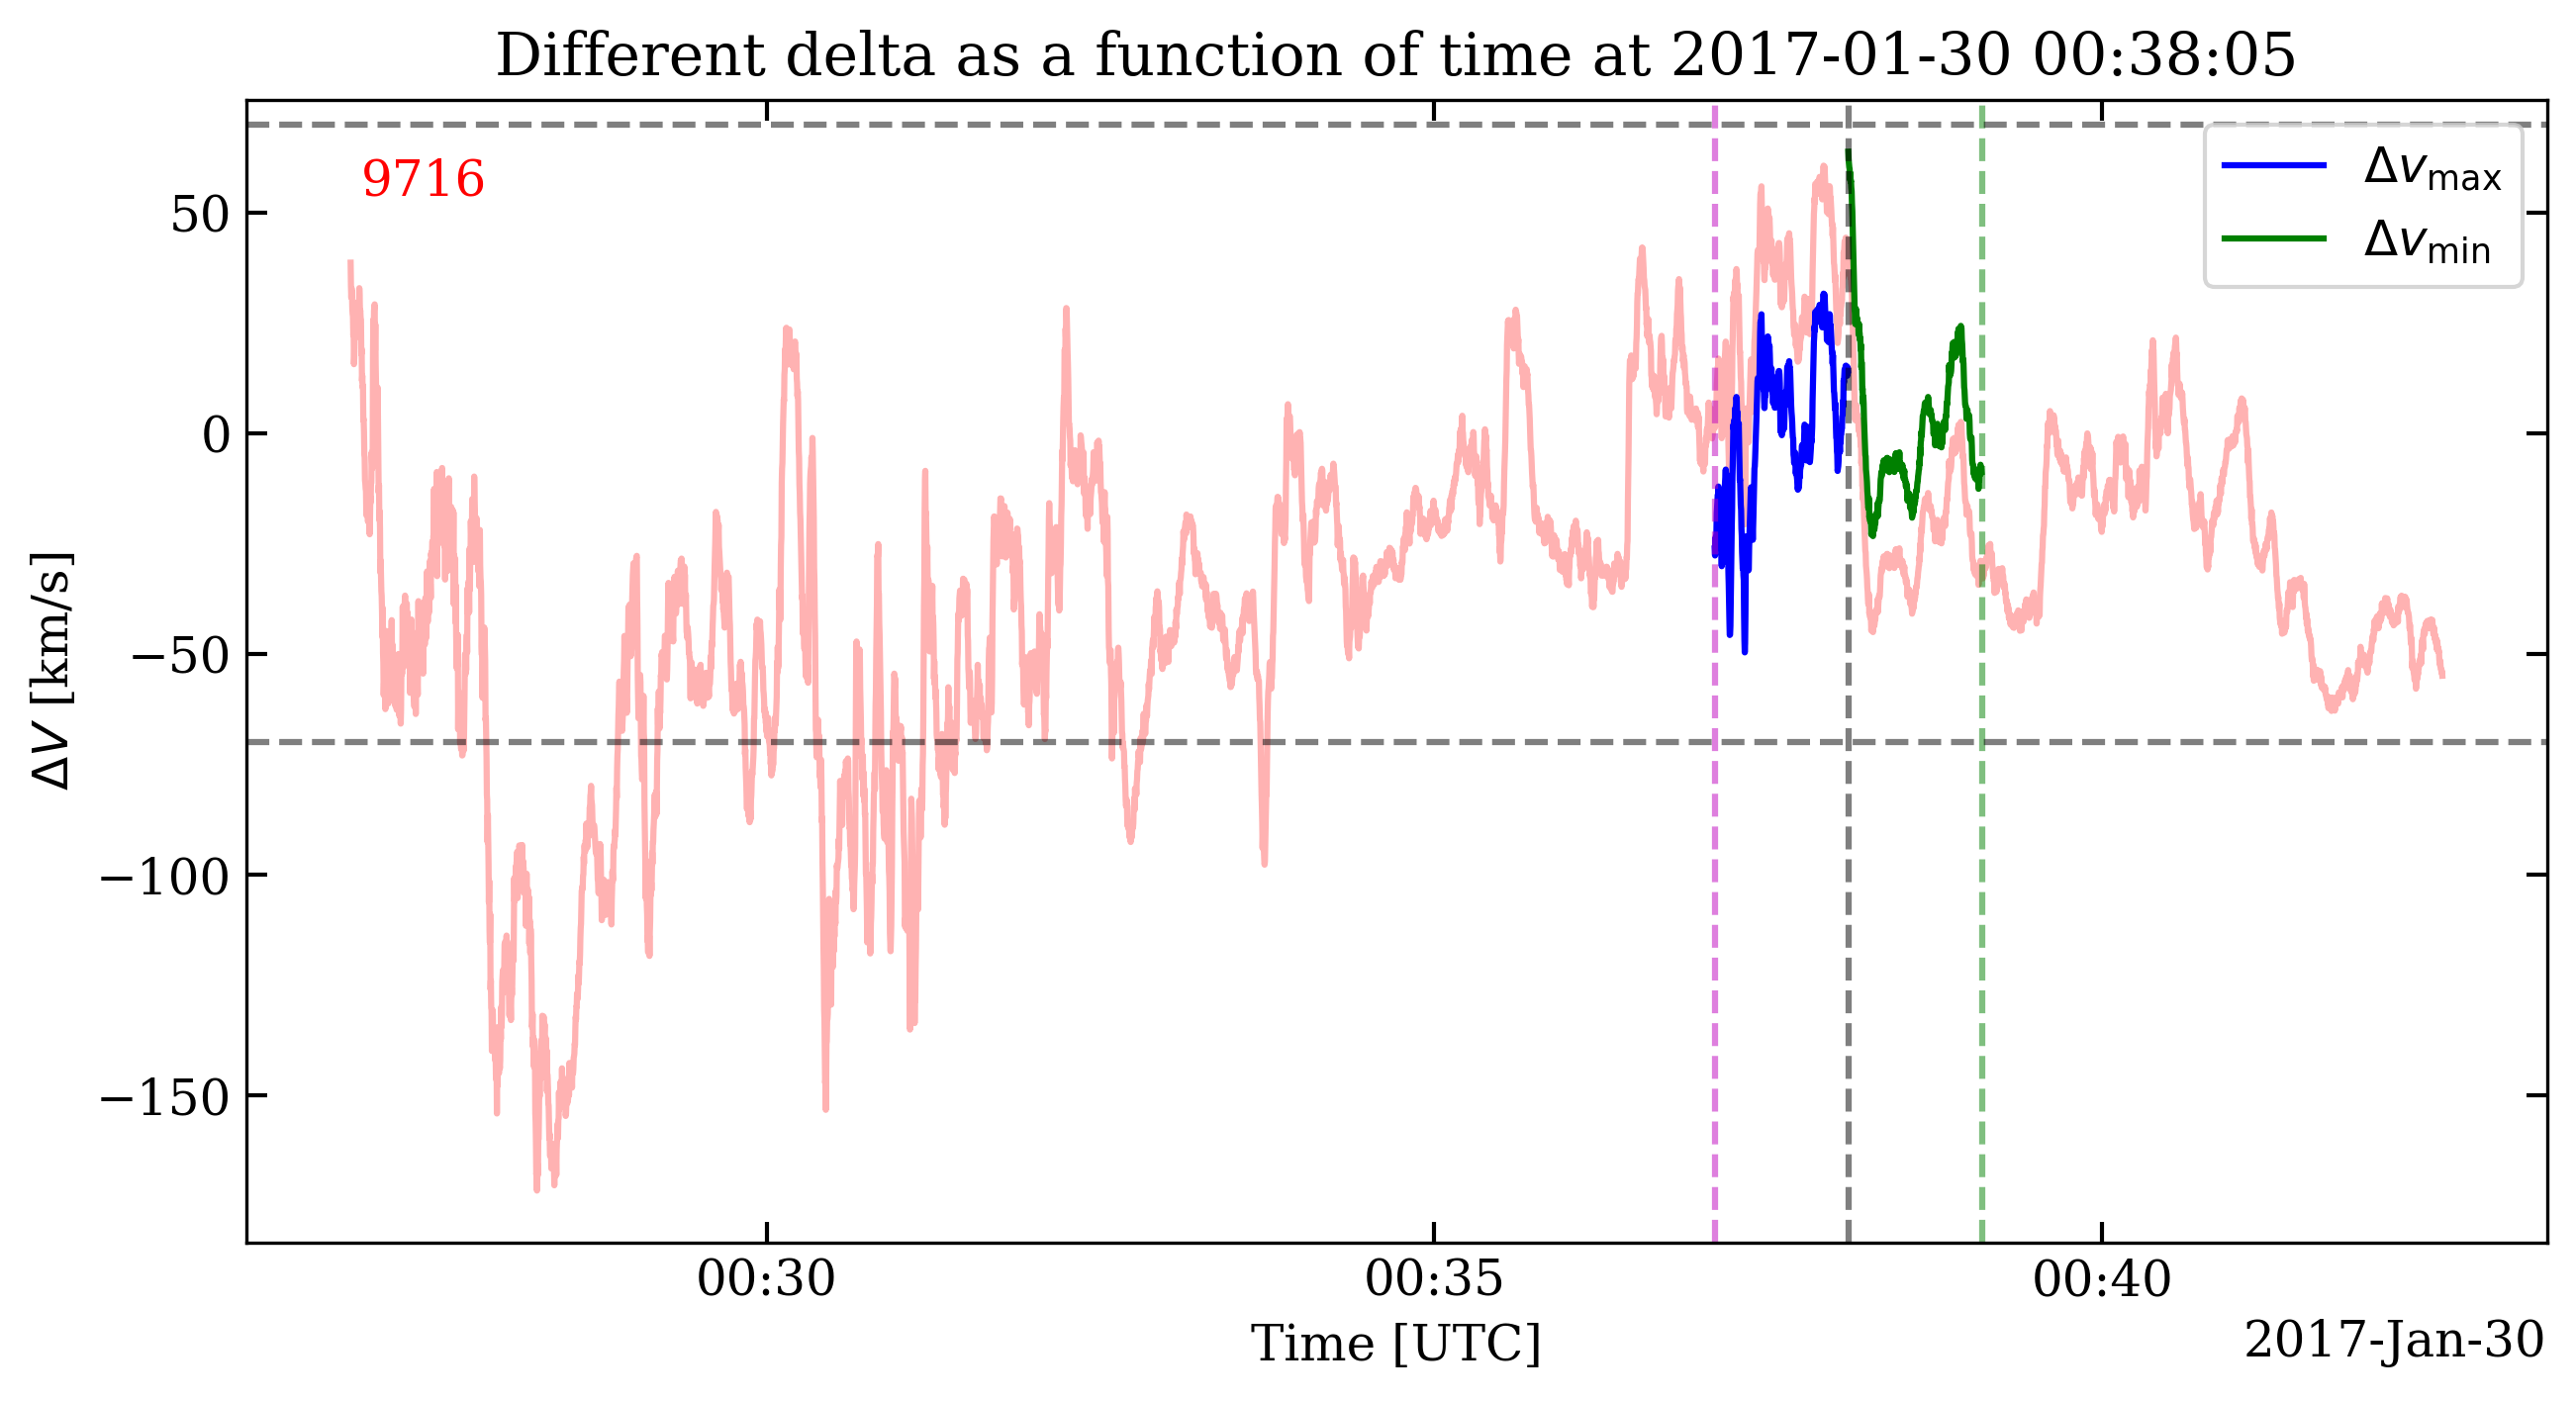 Different delta as a function of time at 2017-01-30 00:38:05
9716
Δv_max
Δv_min
50
0
−50
−100
−150
ΔV [km/s]
00:30
00:35
00:40
Time [UTC]
2017-Jan-30